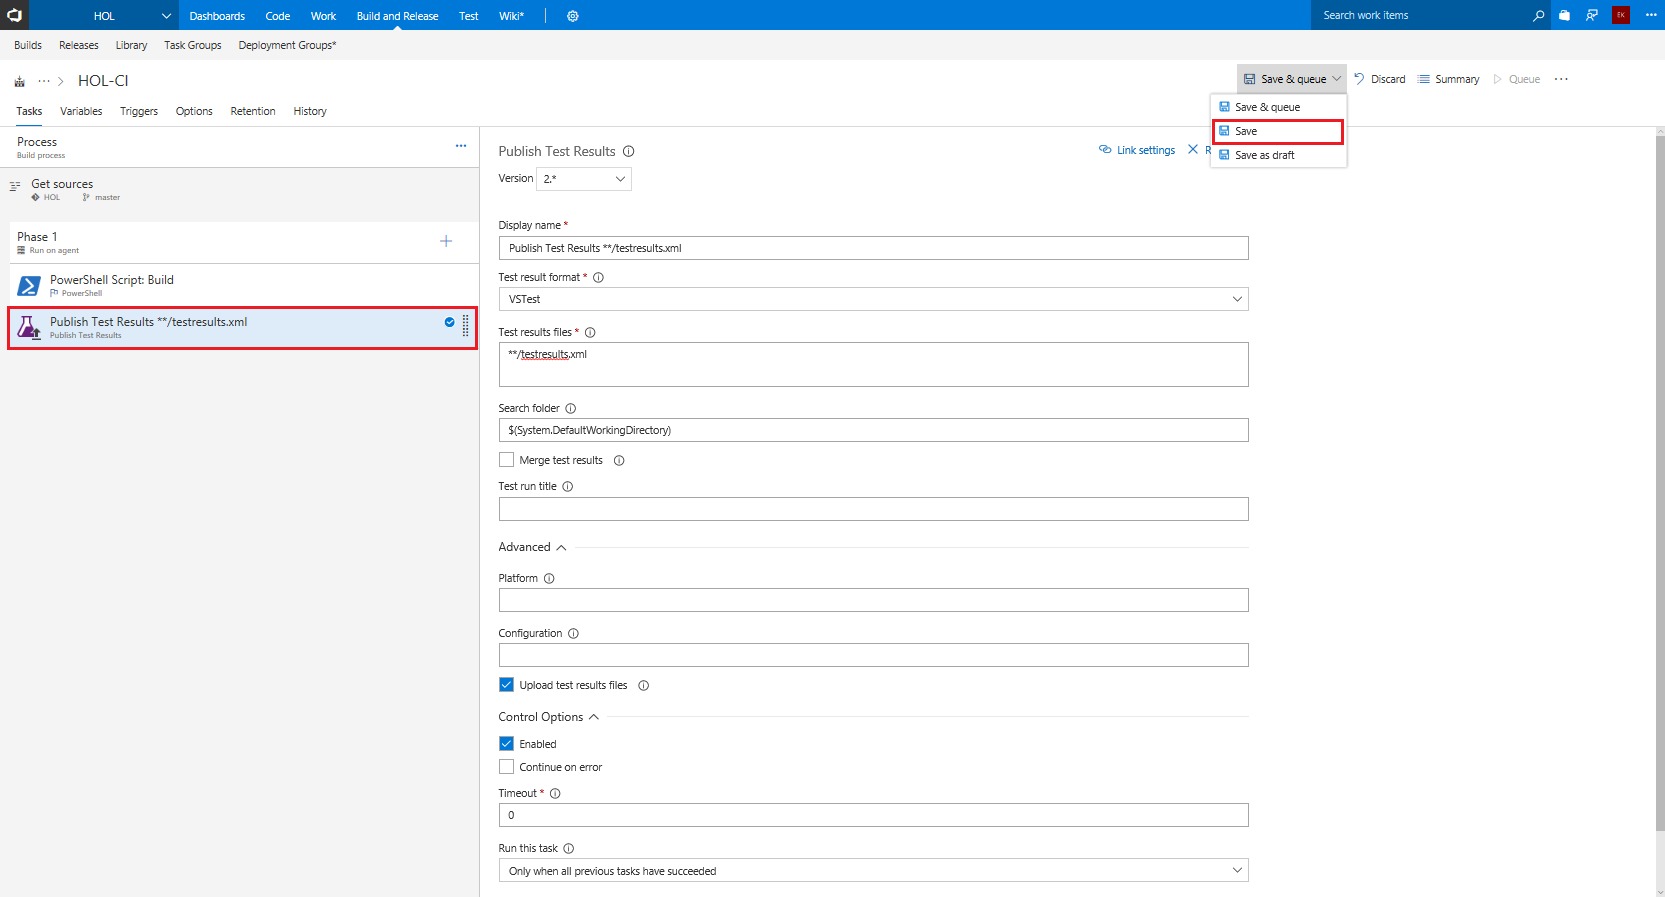 HOL Dashboards Code Work Build and Release Test Wiki* Search work items EK
Builds Releases Library Task Groups Deployment Groups*
... > HOL-CI
Save & queue Discard Summary Queue ...
Save & queue
Save
Save as draft
Tasks Variables Triggers Options Retention History
Process
Build process
Get sources
HOL master
Phase 1
Run on agent
PowerShell Script: Build
PowerShell
Publish Test Results **/testresults.xml
Publish Test Results
Publish Test Results
Link settings R
Version 2.*
Display name *
Publish Test Results **/testresults.xml
Test result format *
VSTest
Test results files *
**/testresults.xml
Search folder
$(System.DefaultWorkingDirectory)
Merge test results
Test run title
Advanced
Platform
Configuration
Upload test results files
Control Options
Enabled
Continue on error
Timeout *
0
Run this task
Only when all previous tasks have succeeded